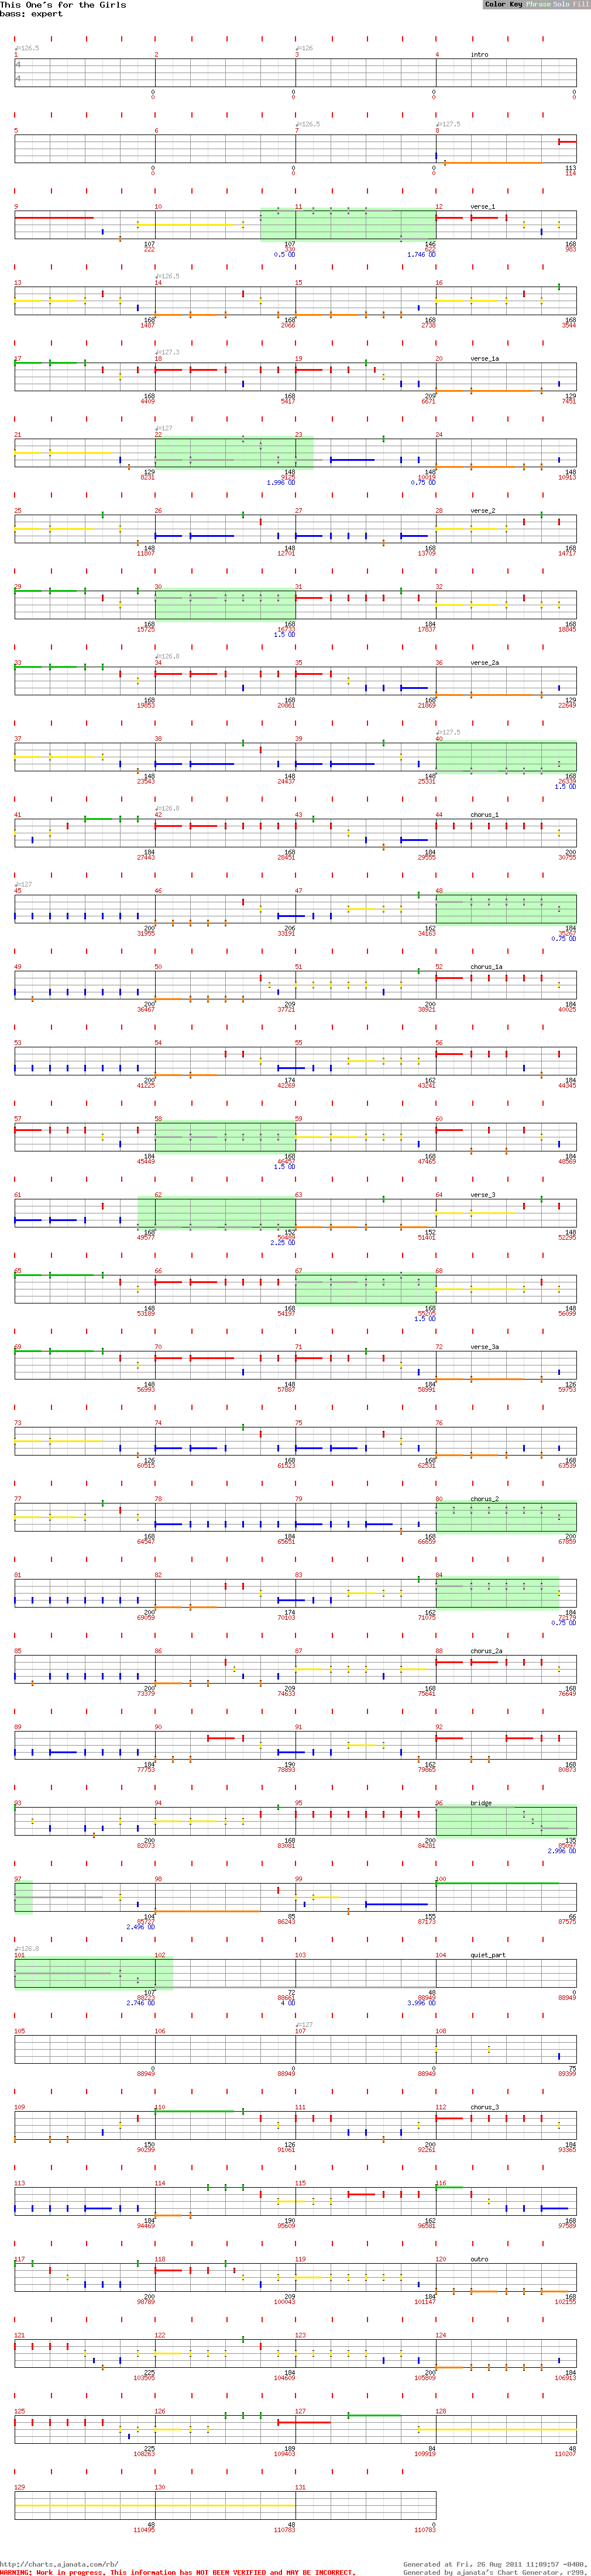 This One's for the Girls
bass: expert
Color Key Phrase Solo Fill
♩=126.5 ♩=126
1 2 3 4 intro
4
4
0 0 0 0
0 0 0 0
♩=126.5 ♩=127.5
5 6 7 8
0 0 113
0 0 114
9 10 11 12 verse_1
107 107 146 168
222 330 622 983
0.5 OD 1.746 OD
♩=126.5
13 14 15 16
168 168 168 168
1487 2066 2738 3544
♩=127.3
17 18 19 20 verse_1a
168 168 209 129
4409 5417 6671 7451
♩=127
21 22 23 24
129 148 148 148
8231 9125 10019 10913
1.996 OD 0.75 OD
25 26 27 28 verse_2
148 148 168 168
11807 12701 13709 14717
29 30 31 32
168 168 184 168
15725 16733 17837 18845
1.5 OD
♩=126.8
33 34 35 36 verse_2a
168 168 168 129
19853 20861 21869 22649
♩=127.5
37 38 39 40
148 148 148 168
23543 24437 25331 26339
1.5 OD
♩=126.8
41 42 43 44 chorus_1
184 168 184 200
27443 28451 29555 30755
♩=127
45 46 47 48
200 206 162 184
31955 33191 34163 35267
0.75 OD
49 50 51 52 chorus_1a
200 209 200 184
36467 37721 38921 40025
53 54 55 56
200 174 162 184
41225 42269 43241 44345
57 58 59 60
184 168 168 184
45449 46457 47465 48569
1.5 OD
61 62 63 64 verse_3
168 152 152 148
49577 50489 51401 52295
2.25 OD
65 66 67 68
148 168 168 148
53189 54197 55205 56099
1.5 OD
69 70 71 72 verse_3a
148 148 184 126
56993 57887 58991 59753
73 74 75 76
126 168 168 168
60515 61523 62531 63539
77 78 79 80 chorus_2
168 184 168 200
64547 65651 66659 67859
81 82 83 84
200 174 162 184
69059 70103 71075 72179
0.75 OD
85 86 87 88 chorus_2a
200 209 168 168
73379 74633 75641 76649
89 90 91 92
184 190 162 168
77753 78893 79865 80873
93 94 95 96 bridge
200 168 200 135
82073 83081 84281 85097
2.996 OD
97 98 99 100
104 85 155 66
85727 86243 87173 87575
2.496 OD
♩=126.8
101 102 103 104 quiet_part
107 72 48 0
88223 88661 88949 88949
2.746 OD 4 OD 3.996 OD
♩=127
105 106 107 108
0 0 0 75
88949 88949 88949 89399
109 110 111 112 chorus_3
150 126 200 184
90299 91061 92261 93365
113 114 115 116
184 190 162 168
94469 95609 96581 97589
117 118 119 120 outro
200 209 184 168
98789 100043 101147 102155
121 122 123 124
225 184 200 184
103505 104609 105809 106913
125 126 127 128
225 189 84 48
108263 109403 109919 110207
129 130 131
48 48 0
110495 110783 110783
http://charts.ajanata.com/rb/ Generated at Fri, 26 Aug 2011 11:09:57 -0400.
WARNING: Work in progress. This information has NOT BEEN VERIFIED and MAY BE INCORRECT. Generated by ajanata's Chart Generator, r299.